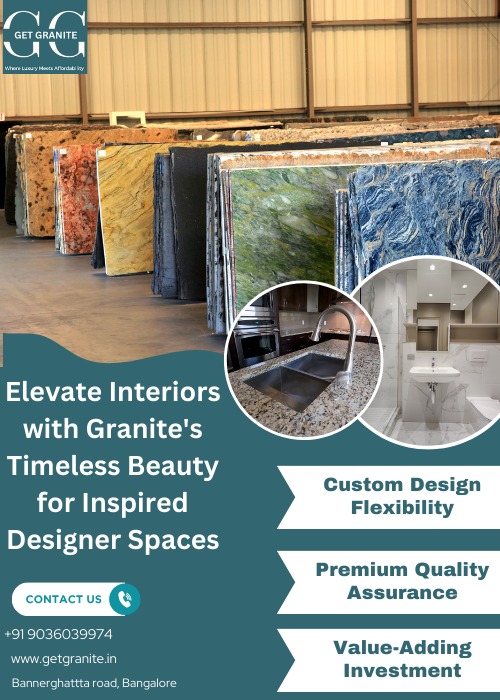 GG
GET GRANITE
Where Luxury Meets Affordability
Elevate Interiors
with Granite's
Timeless Beauty
for Inspired
Designer Spaces
CONTACT US
+91 9036039974
www.getgranite.in
Bannerghattta road, Bangalore
Custom Design
Flexibility
Premium Quality
Assurance
Value-Adding
Investment